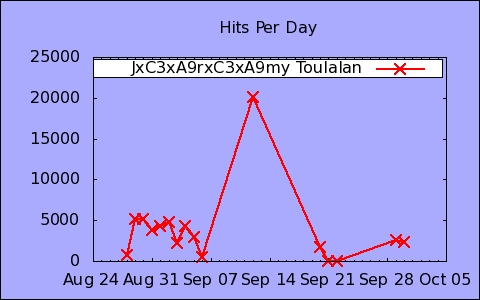 Hits Per Day
25000
JxC3xA9rxC3xA9my Toulalan
20000
15000
10000
5000
0
Aug 24 Aug 31 Sep 07 Sep 14 Sep 21 Sep 28 Oct 05